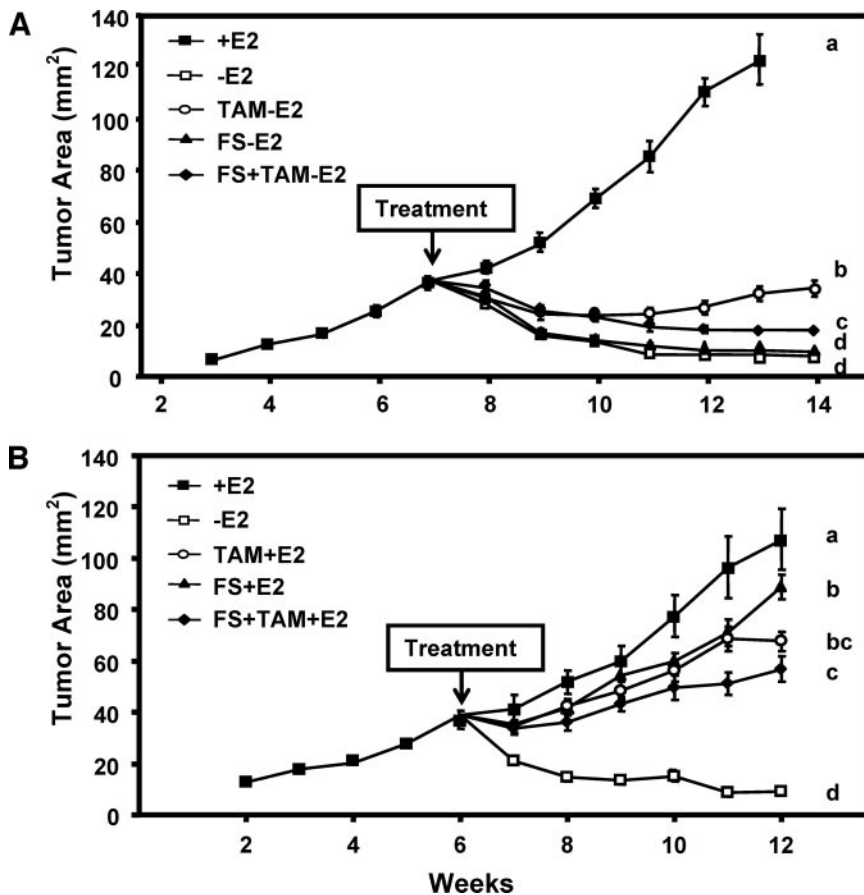 A
Tumor Area (mm²)
140
120
100
80
60
40
20
0
+E2
-E2
TAM-E2
FS-E2
FS+TAM-E2
Treatment
a
b
c
d
d
2 4 6 8 10 12 14
B
Tumor Area (mm²)
140
120
100
80
60
40
20
0
+E2
-E2
TAM+E2
FS+E2
FS+TAM+E2
Treatment
a
b
bc
c
d
2 4 6 8 10 12
Weeks